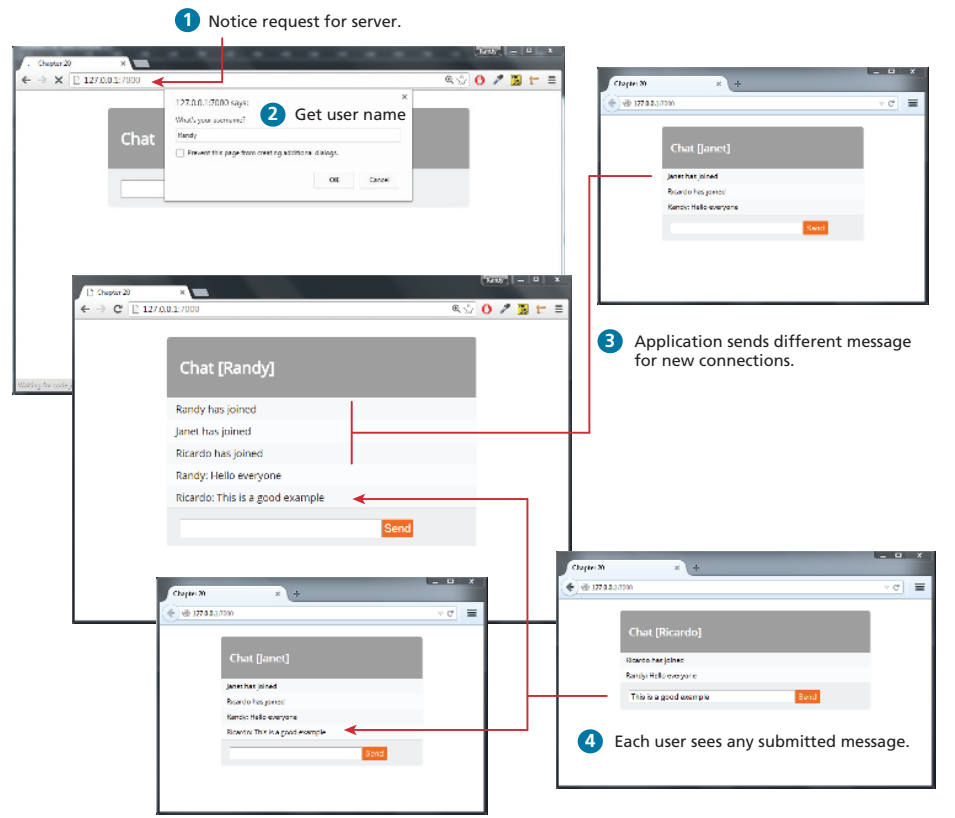 1 Notice request for server.
Randy
Chapter 20
127.0.0.1:7000
Chat
127.0.0.1:7000 says:
What's your username?
2 Get user name
Randy
Prevent this page from creating additional dialogs.
OK
Cancel
Chapter 20
127.0.0.1:7000
Chat [Janet]
Janet has joined
Ricardo has joined
Randy: Hello everyone
Send
3 Application sends different message
for new connections.
Randy
Chapter 20
127.0.0.1:7000
Chat [Randy]
Randy has joined
Janet has joined
Ricardo has joined
Randy: Hello everyone
Ricardo: This is a good example
Send
Waiting for
Chapter 20
127.0.0.1:7000
Chat [Janet]
Janet has joined
Ricardo has joined
Randy: Hello everyone
Ricardo: This is a good example
Send
Chapter 20
127.0.0.1:7000
Chat [Ricardo]
Ricardo has joined
Randy: Hello everyone
This is a good example
Send
4 Each user sees any submitted message.